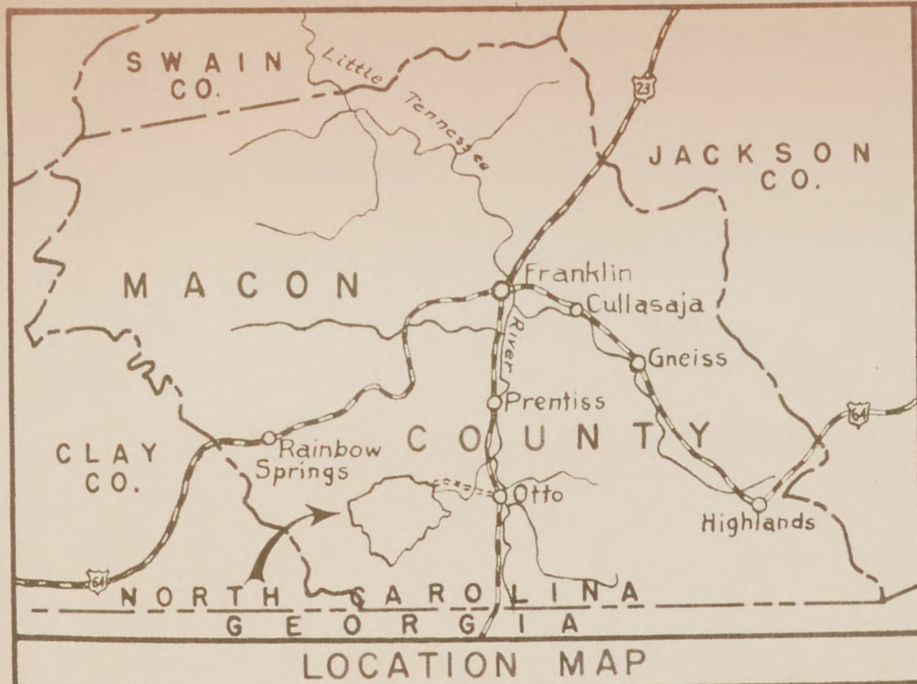 SWAIN
CO.
Little
Tennessee
23
JACKSON
CO.
MACON
Franklin
Cullasaja
River
Gneiss
Prentiss
64
COUNTY
CLAY
CO.
Rainbow
Springs
Otto
Highlands
64
NORTH CAROLINA
GEORGIA
LOCATION MAP